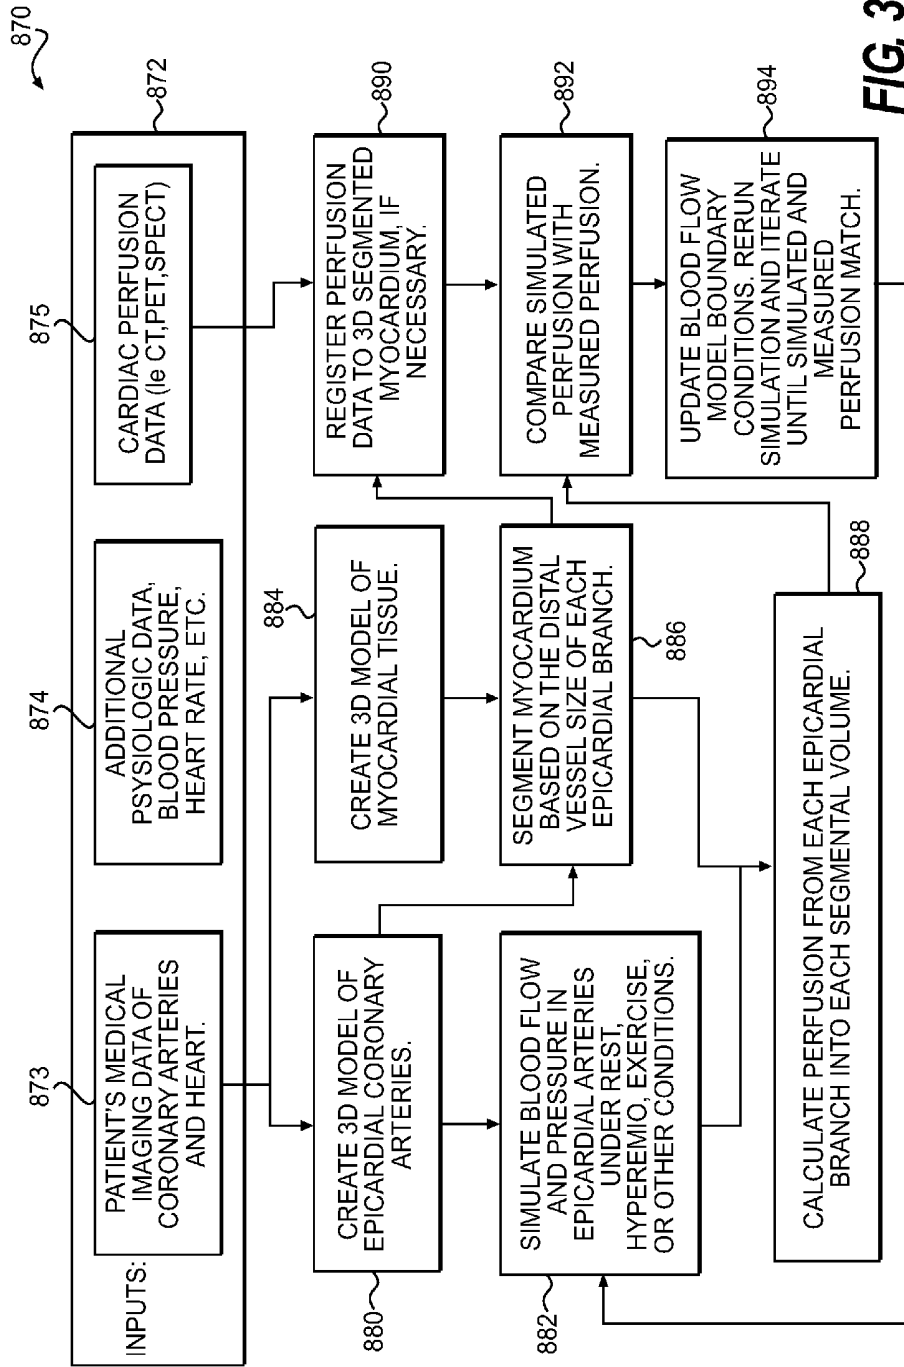 870
INPUTS:
872
873
PATIENT'S MEDICAL
IMAGING DATA OF
CORONARY ARTERIES
AND HEART.
874
ADDITIONAL
PSYSIOLOGIC DATA,
BLOOD PRESSURE,
HEART RATE, ETC.
875
CARDIAC PERFUSION
DATA (Ie CT,PET,SPECT)
880
CREATE 3D MODEL OF
EPICARDIAL CORONARY
ARTERIES.
884
CREATE 3D MODEL OF
MYOCARDIAL TISSUE.
890
REGISTER PERFUSION
DATA TO 3D SEGMENTED
MYOCARDIUM, IF
NECESSARY.
882
SIMULATE BLOOD FLOW
AND PRESSURE IN
EPICARDIAL ARTERIES
UNDER REST,
HYPEREMIO, EXERCISE,
OR OTHER CONDITIONS.
886
SEGMENT MYOCARDIUM
BASED ON THE DISTAL
VESSEL SIZE OF EACH
EPICARDIAL BRANCH.
892
COMPARE SIMULATED
PERFUSION WITH
MEASURED PERFUSION.
888
CALCULATE PERFUSION FROM EACH EPICARDIAL
BRANCH INTO EACH SEGMENTAL VOLUME.
894
UPDATE BLOOD FLOW
MODEL BOUNDARY
CONDITIONS. RERUN
SIMULATION AND ITERATE
UNTIL SIMULATED AND
MEASURED
PERFUSION MATCH.
FIG. 3